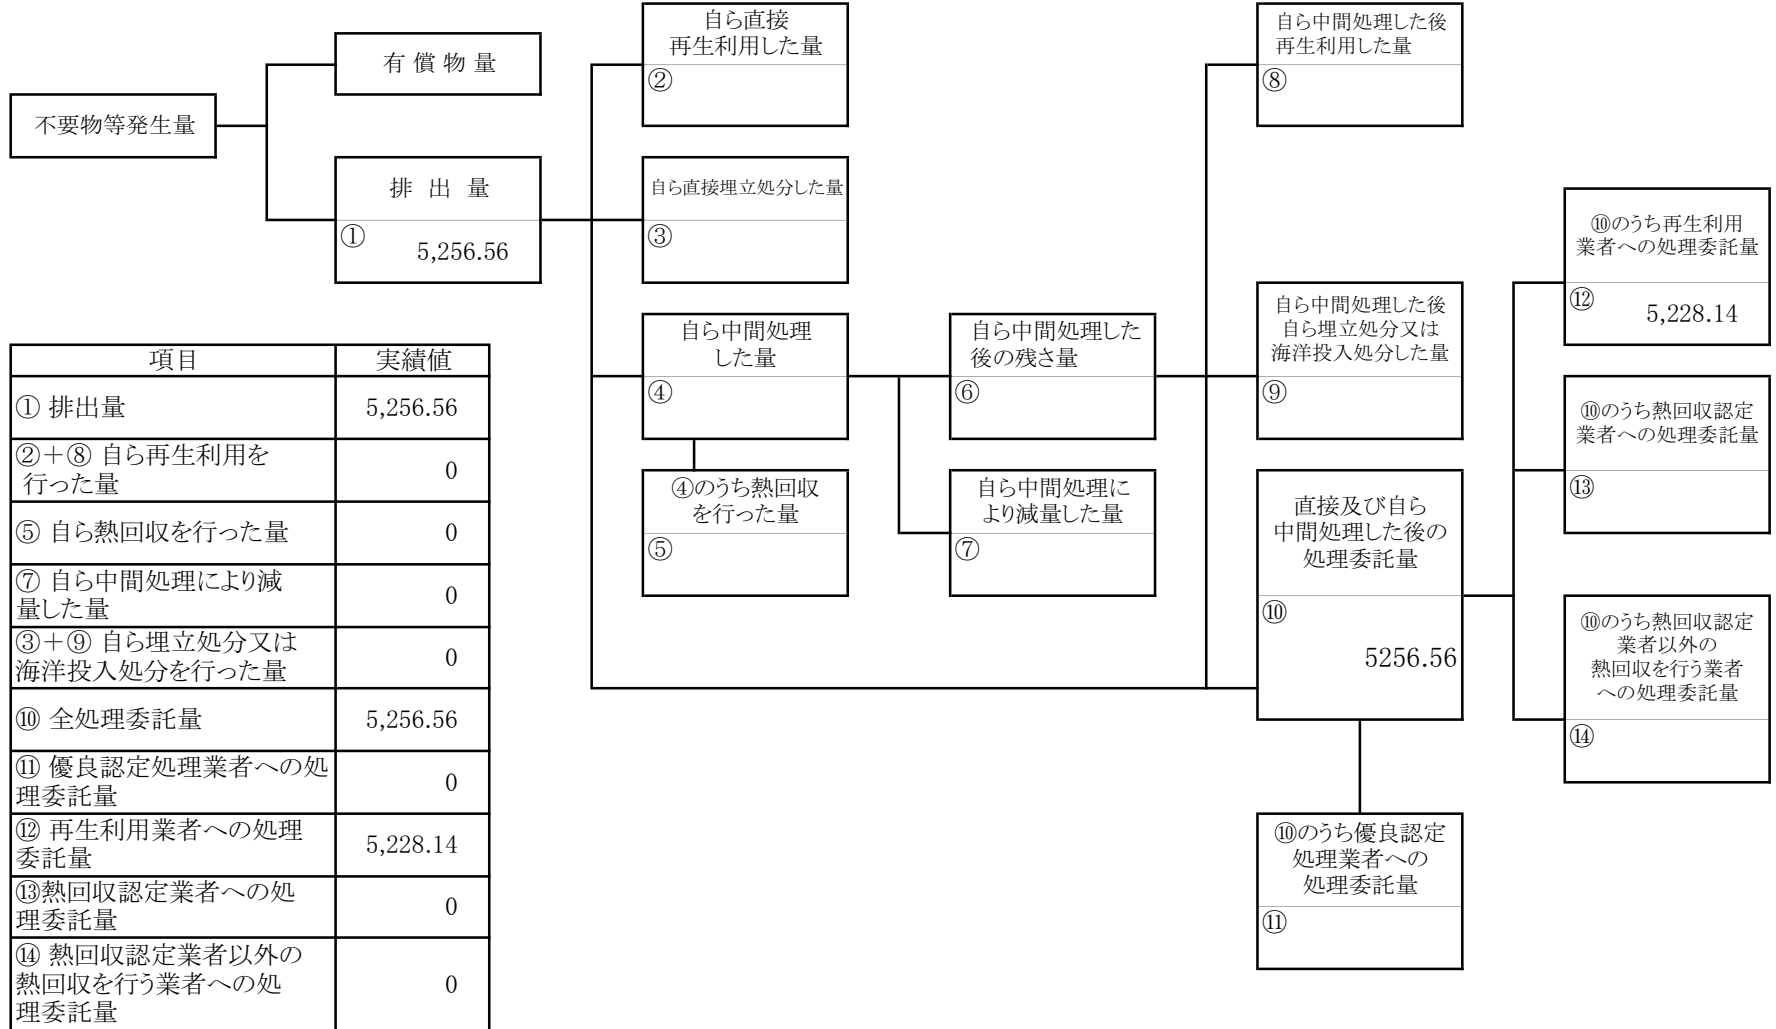 不要物等発生量
有 償 物 量
排 出 量
①
5,256.56
自ら直接
再生利用した量
②
自ら直接埋立処分した量
③
自ら中間処理
した量
④
④のうち熱回収
を行った量
⑤
自ら中間処理した
後の残さ量
⑥
自ら中間処理に
より減量した量
⑦
自ら中間処理した後
再生利用した量
⑧
自ら中間処理した後
自ら埋立処分又は
海洋投入処分した量
⑨
直接及び自ら
中間処理した後の
処理委託量
⑩
5256.56
⑩のうち優良認定
処理業者への
処理委託量
⑪
⑩のうち再生利用
業者への処理委託量
⑫
5,228.14
⑩のうち熱回収認定
業者への処理委託量
⑬
⑩のうち熱回収認定
業者以外の
熱回収を行う業者
への処理委託量
⑭
項目 実績値
① 排出量 5,256.56
②＋⑧ 自ら再生利用を
行った量 0
⑤ 自ら熱回収を行った量 0
⑦ 自ら中間処理により減
量した量 0
③＋⑨ 自ら埋立処分又は
海洋投入処分を行った量 0
⑩ 全処理委託量 5,256.56
⑪ 優良認定処理業者への処
理委託量 0
⑫ 再生利用業者への処理
委託量 5,228.14
⑬熱回収認定業者への処
理委託量 0
⑭ 熱回収認定業者以外の
熱回収を行う業者への処
理委託量 0